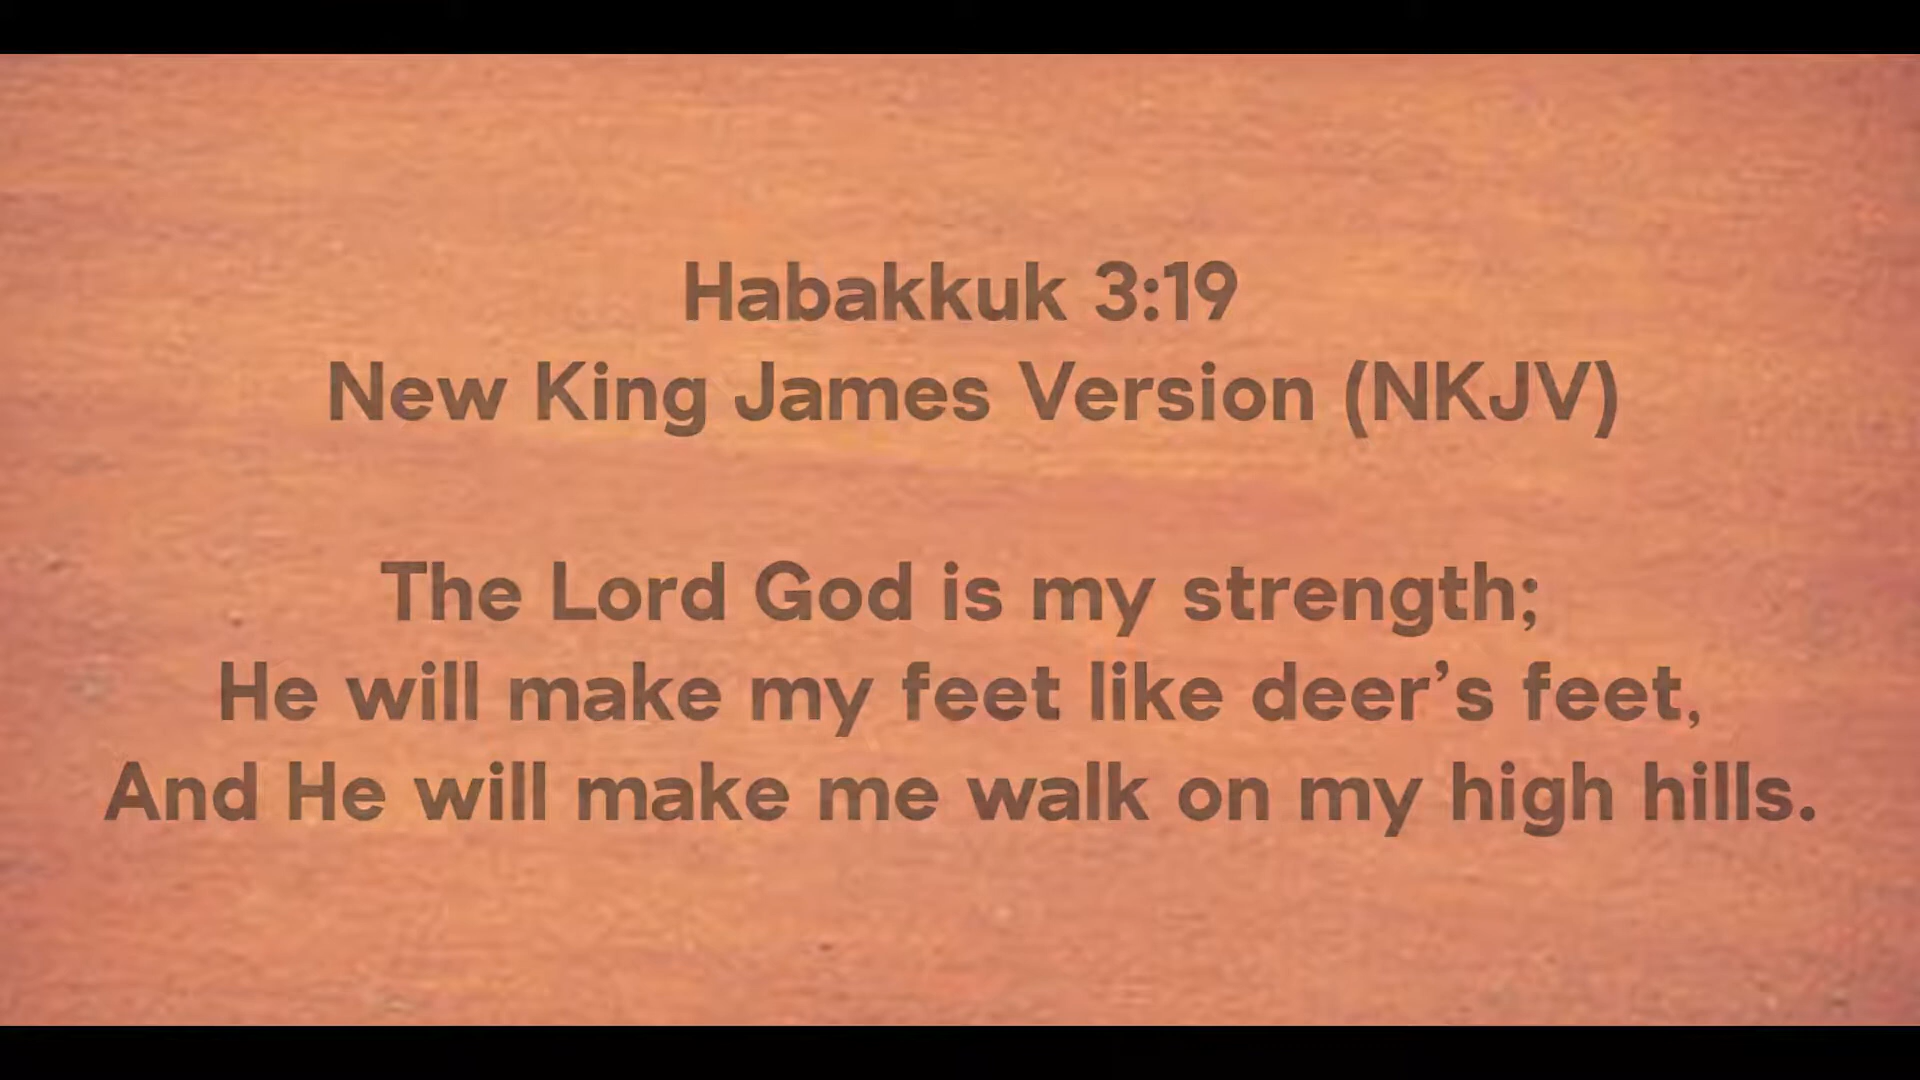 Habakkuk 3:19
New King James Version (NKJV)
The Lord God is my strength;
He will make my feet like deer’s feet,
And He will make me walk on my high hills.